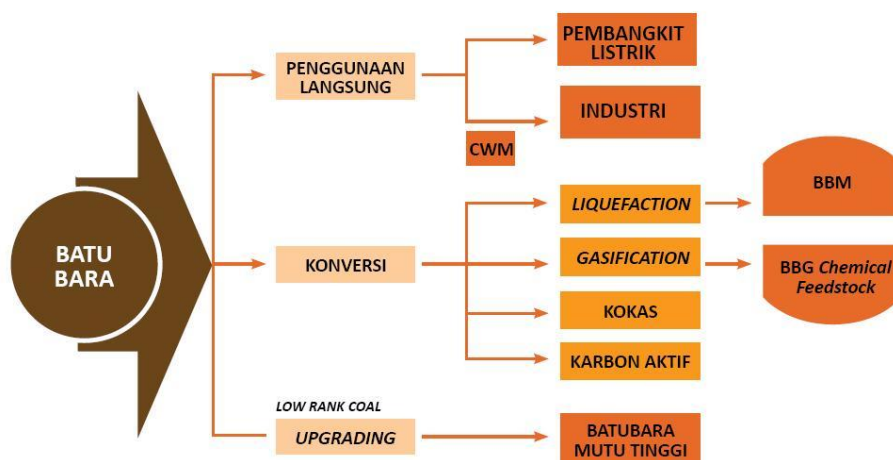 BATU
BARA
PENGGUNAAN
LANGSUNG
PEMBANGKIT
LISTRIK
INDUSTRI
CWM
KONVERSI
LIQUEFACTION
BBM
GASIFICATION
BBG Chemical
Feedstock
KOKAS
KARBON AKTIF
LOW RANK COAL
UPGRADING
BATUBARA
MUTU TINGGI